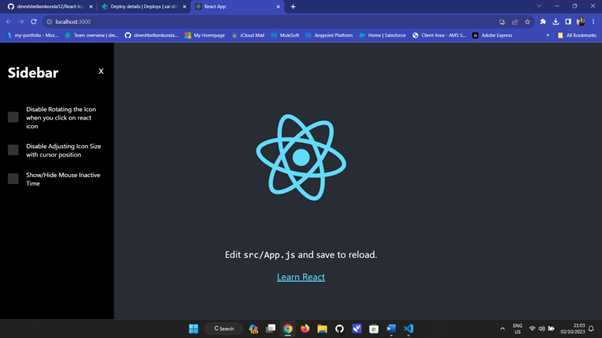 dineshbellamkonda12/React-Ico
Deploy details | Deploys | sai-di
React App
localhost:3000
my-portfolio - Micr...
Team overview | din...
dineshbellamkonda...
My Homepage
iCloud Mail
MuleSoft
Anypoint Platform
Home | Salesforce
Client Area - AMS S...
Adobe Express
All Bookmarks
Sidebar
X
Disable Rotating the Icon
when you click on react
icon
Disable Adjusting Icon Size
with cursor position
Show/Hide Mouse Inactive
Time
Edit src/App.js and save to reload.
Learn React
Search
ENG
US
21:03
02/10/2023